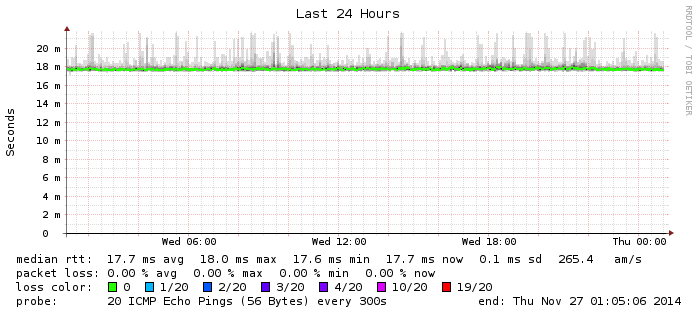 Last 24 Hours
RRDTOOL / TOBI OETIKER
Seconds
20 m
18 m
16 m
14 m
12 m
10 m
8 m
6 m
4 m
2 m
0
Wed 06:00 Wed 12:00 Wed 18:00 Thu 00:00
median rtt: 17.7 ms avg 18.0 ms max 17.6 ms min 17.7 ms now 0.1 ms sd 265.4 am/s
packet loss: 0.00 % avg 0.00 % max 0.00 % min 0.00 % now
loss color: 0 1/20 2/20 3/20 4/20 10/20 19/20
probe: 20 ICMP Echo Pings (56 Bytes) every 300s end: Thu Nov 27 01:05:06 2014